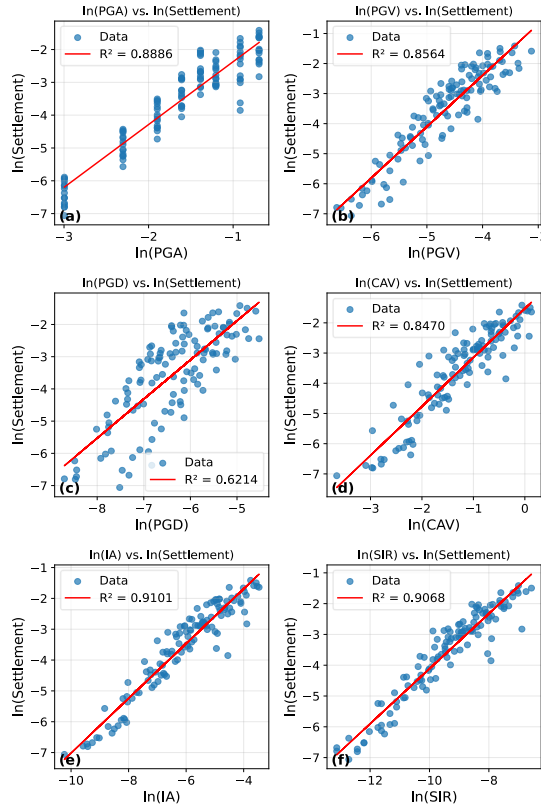 ln(PGA) vs. ln(Settlement)
Data
R² = 0.8886
ln(Settlement)
−2
−3
−4
−5
−6
−7
(a)
−3
−2
−1
ln(PGA)
ln(PGV) vs. ln(Settlement)
Data
R² = 0.8564
ln(Settlement)
−1
−2
−3
−4
−5
−6
−7
(b)
−6
−5
−4
−3
ln(PGV)
ln(PGD) vs. ln(Settlement)
ln(Settlement)
−2
−3
−4
−5
−6
−7
Data
R² = 0.6214
(c)
−8
−7
−6
−5
ln(PGD)
ln(CAV) vs. ln(Settlement)
Data
R² = 0.8470
ln(Settlement)
−2
−3
−4
−5
−6
−7
(d)
−3
−2
−1
0
ln(CAV)
ln(IA) vs. ln(Settlement)
Data
R² = 0.9101
ln(Settlement)
−1
−2
−3
−4
−5
−6
−7
(e)
−10
−8
−6
−4
ln(IA)
ln(SIR) vs. ln(Settlement)
Data
R² = 0.9068
ln(Settlement)
−1
−2
−3
−4
−5
−6
−7
(f)
−12
−10
−8
ln(SIR)